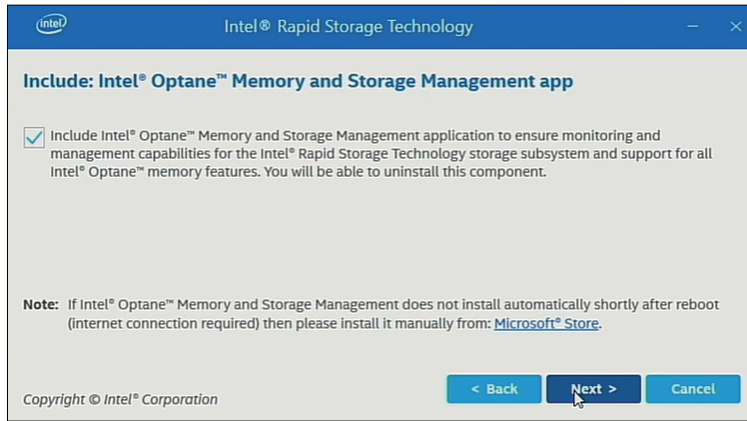 intel
Intel® Rapid Storage Technology
Include: Intel® Optane™ Memory and Storage Management app
Include Intel® Optane™ Memory and Storage Management application to ensure monitoring and
management capabilities for the Intel® Rapid Storage Technology storage subsystem and support for all
Intel® Optane™ memory features. You will be able to uninstall this component.
Note: If Intel® Optane™ Memory and Storage Management does not install automatically shortly after reboot
(internet connection required) then please install it manually from: Microsoft® Store.
< Back
Next >
Cancel
Copyright © Intel® Corporation